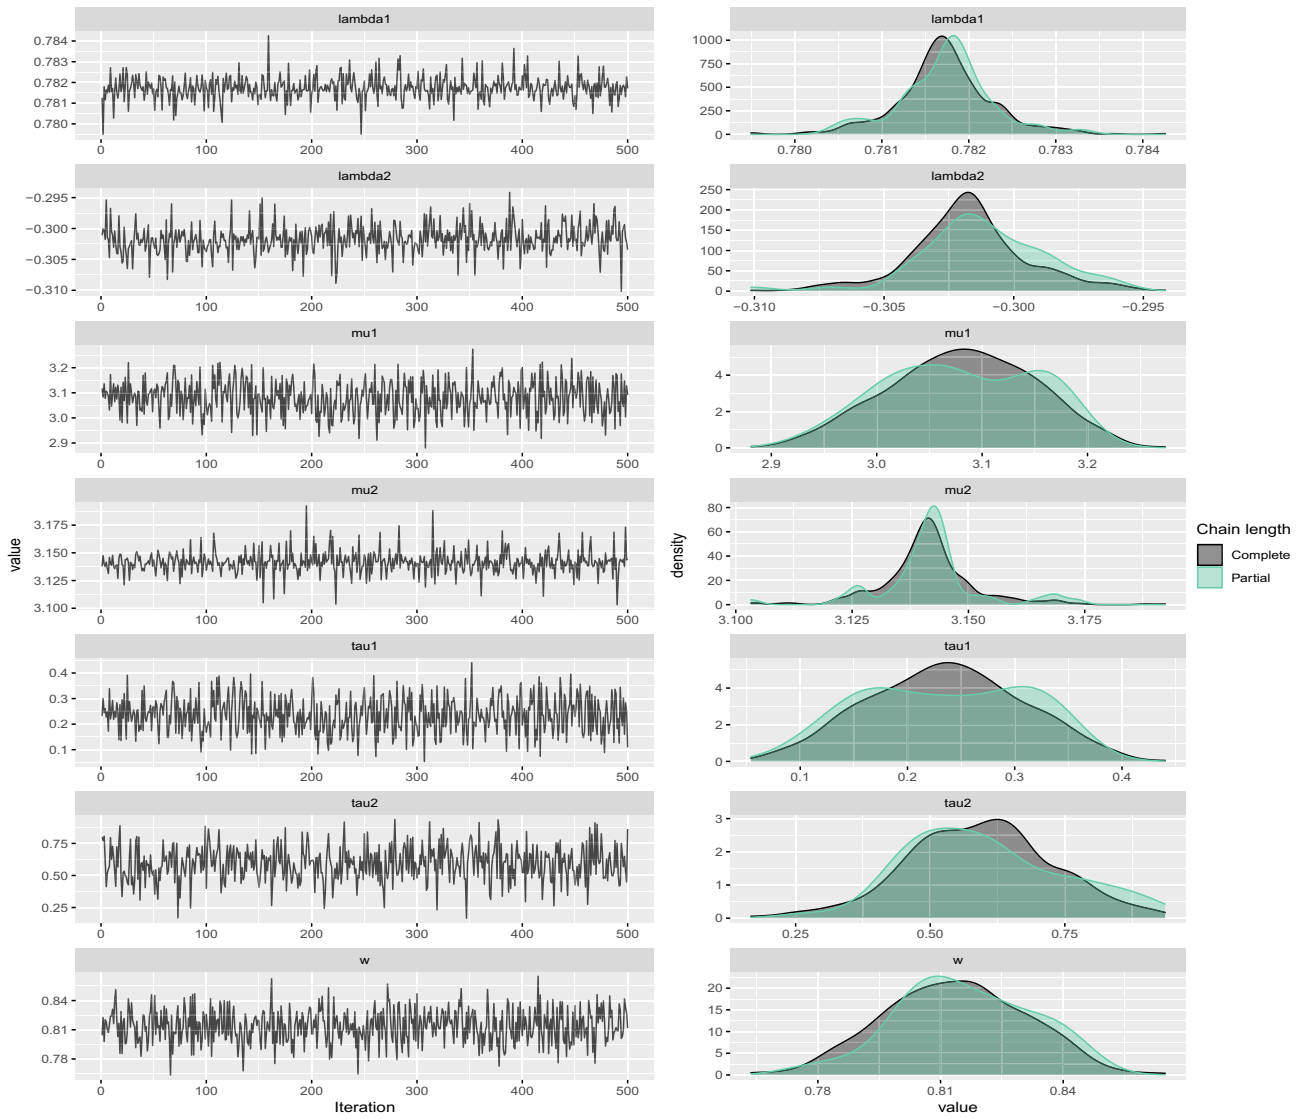 lambda1
0.784
0.783
0.782
0.781
0.780
0 100 200 300 400 500
lambda2
−0.295
−0.300
−0.305
−0.310
0 100 200 300 400 500
mu1
3.2
3.1
3.0
2.9
0 100 200 300 400 500
mu2
3.175
3.150
3.125
3.100
0 100 200 300 400 500
tau1
0.4
0.3
0.2
0.1
0 100 200 300 400 500
tau2
0.75
0.50
0.25
0 100 200 300 400 500
w
0.84
0.81
0.78
0 100 200 300 400 500
Iteration
value
lambda1
1000
750
500
250
0
0.780 0.781 0.782 0.783 0.784
lambda2
250
200
150
100
50
0
−0.310 −0.305 −0.300 −0.295
mu1
4
2
0
2.9 3.0 3.1 3.2
mu2
80
60
40
20
0
3.100 3.125 3.150 3.175
tau1
4
2
0
0.1 0.2 0.3 0.4
tau2
3
2
1
0
0.25 0.50 0.75
w
20
15
10
5
0
0.78 0.81 0.84
value
density
Chain length
Complete
Partial